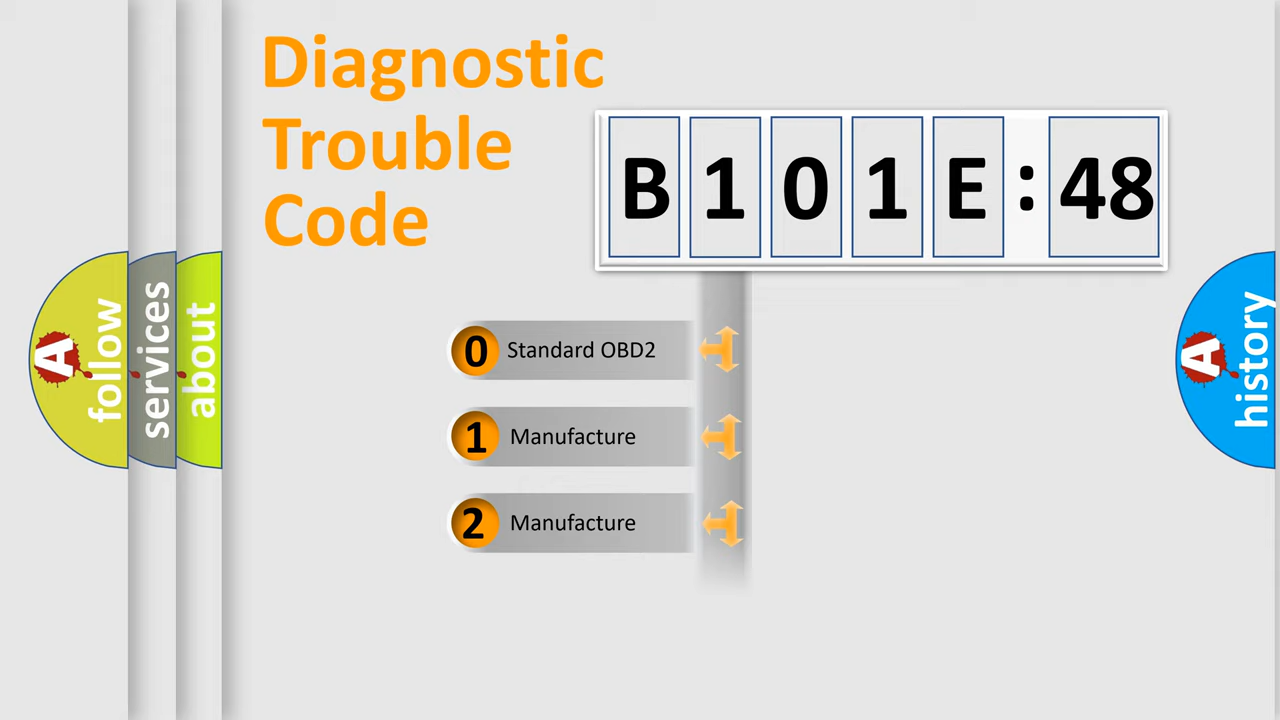 Diagnostic
Trouble
Code
B 1 0 1 E : 48
0 Standard OBD2
1 Manufacture
2 Manufacture
A follow
services
about
A history